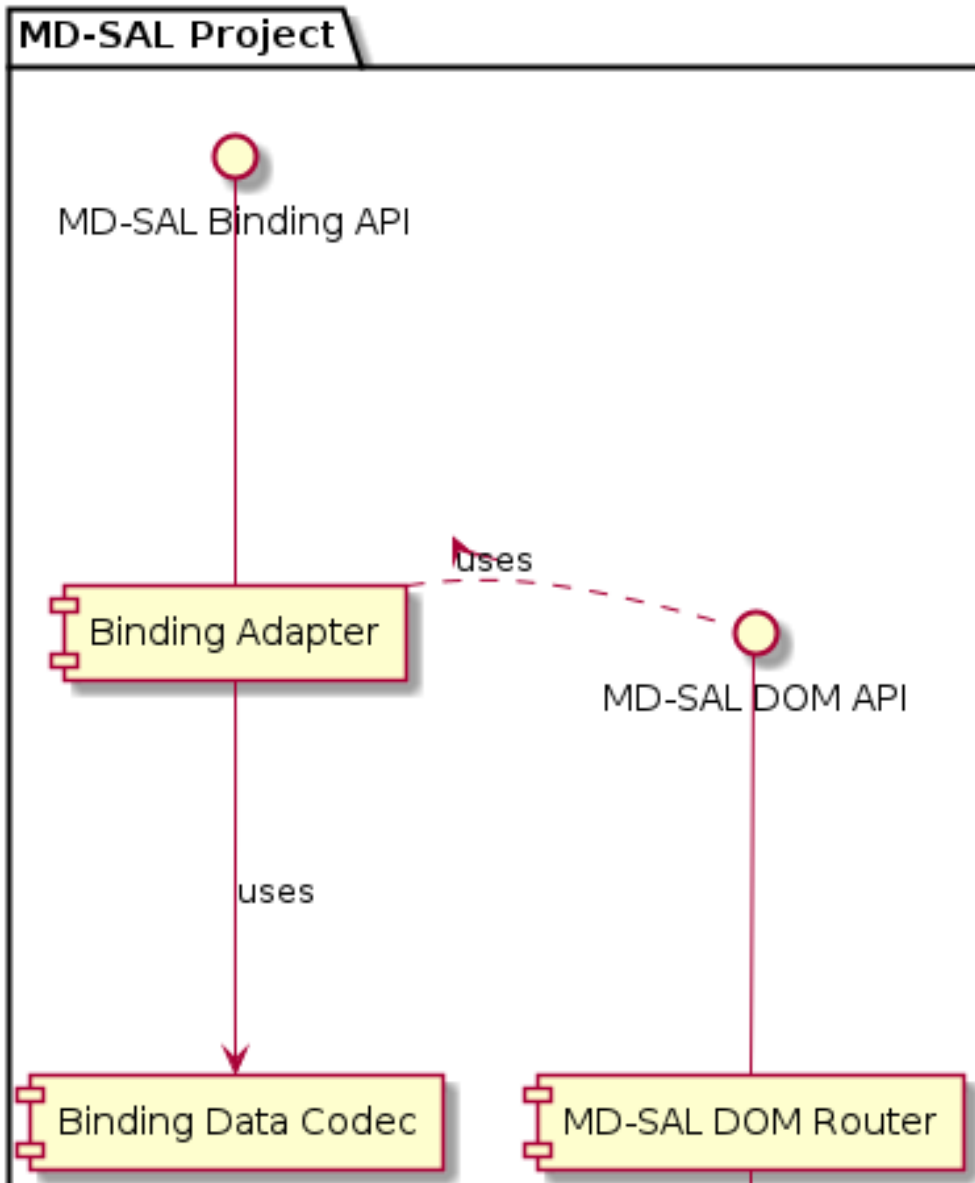 MD-SAL Project
MD-SAL Binding API
uses
Binding Adapter
MD-SAL DOM API
uses
Binding Data Codec
MD-SAL DOM Router